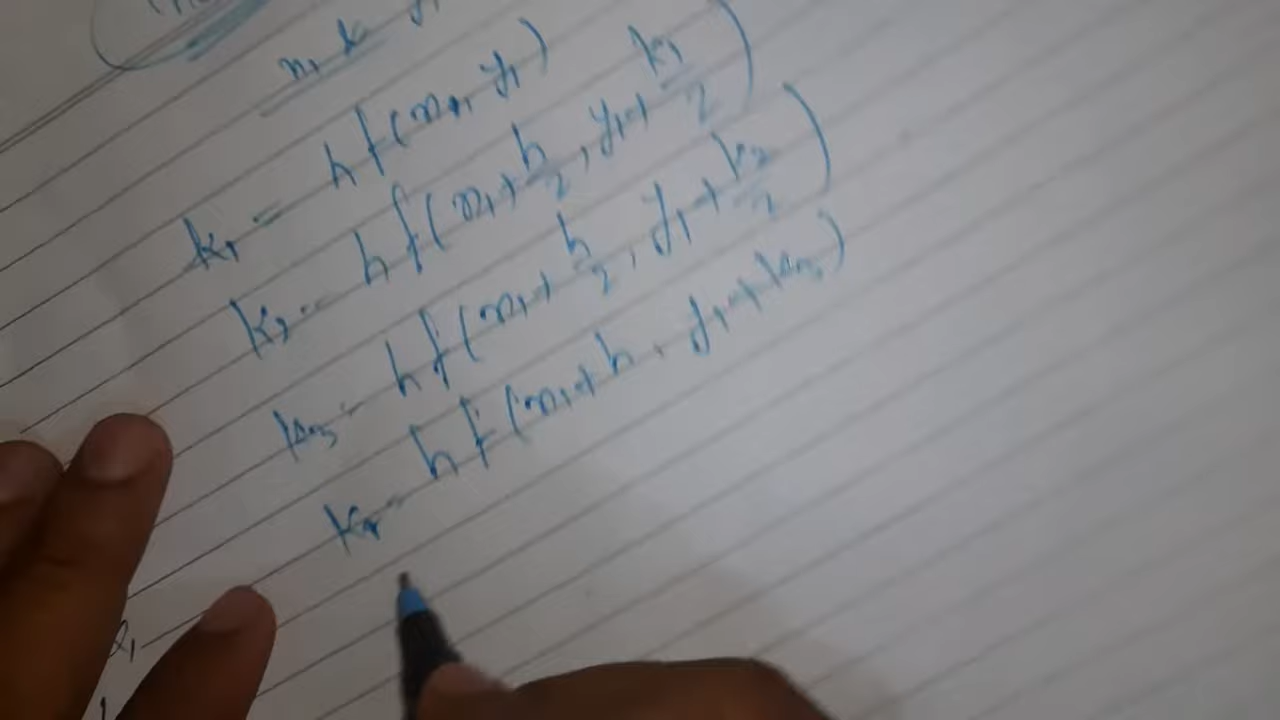 x₁ & y₁
k₁ = h f(x₁, y₁)
k₂ = h f(x₁+h/2, y₁+k₁/2)
k₃ = h f(x₁+h/2, y₁+k₂/2)
k₄ = h f(x₁+h, y₁+k₃)